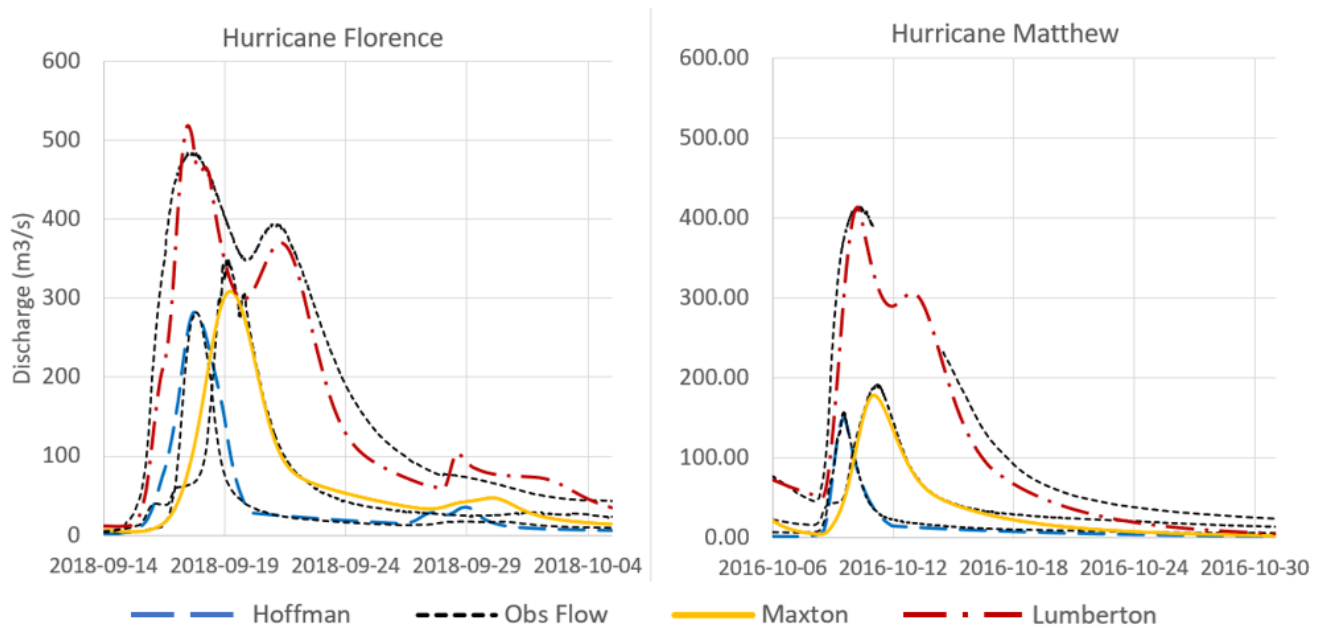 Hurricane Florence
Hurricane Matthew
600
500
400
300
200
100
0
Discharge (m3/s)
2018-09-14 2018-09-19 2018-09-24 2018-09-29 2018-10-04
600.00
500.00
400.00
300.00
200.00
100.00
0.00
2016-10-06 2016-10-12 2016-10-18 2016-10-24 2016-10-30
Hoffman Obs Flow Maxton Lumberton